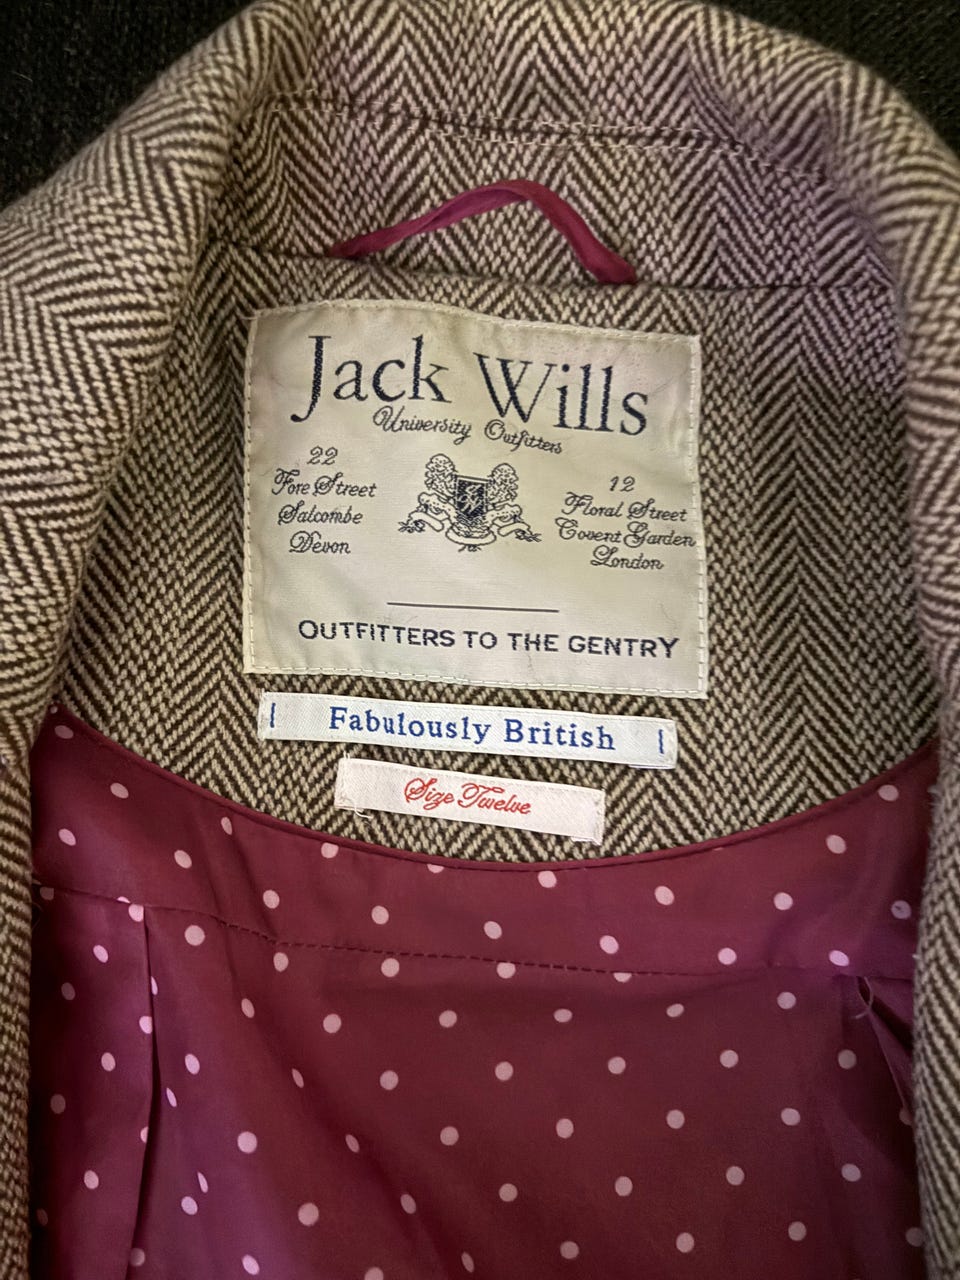 Jack Wills
University Outfitters
22
Fore Street
Salcombe
Devon
12
Floral Street
Covent Garden
London
OUTFITTERS TO THE GENTRY
Fabulously British
Size Twelve